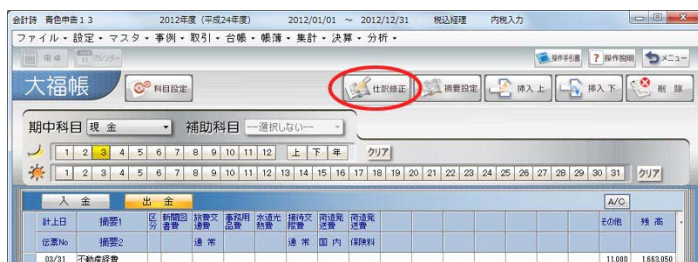 会計詩 青色申告13 2012年度（平成24年度） 2012/01/01 ～ 2012/12/31 税込経理 内税入力
ファイル・設定・マスタ・事例・取引・台帳・帳簿・集計・決算・分析・
電卓 カレンダー 操作手引書 ? 操作説明 メニュー
大福帳 科目設定 仕訳修正 摘要設定 挿入上 挿入下 削除
期中科目 現金 補助科目 ―選択しない―
1 2 3 4 5 6 7 8 9 10 11 12 上 下 年 クリア
1 2 3 4 5 6 7 8 9 10 11 12 13 14 15 16 17 18 19 20 21 22 23 24 25 26 27 28 29 30 31 クリア
入金 出金 A/C
計上日 摘要1 区分 新聞図書費 旅費交通費 事務用品費 水道光熱費 接待交際費 荷造発送費 荷造発送費 その他 残高
伝票No 摘要2 通常 通常 国内 保険料
03/31 不動産経費 11,000 1,663,050